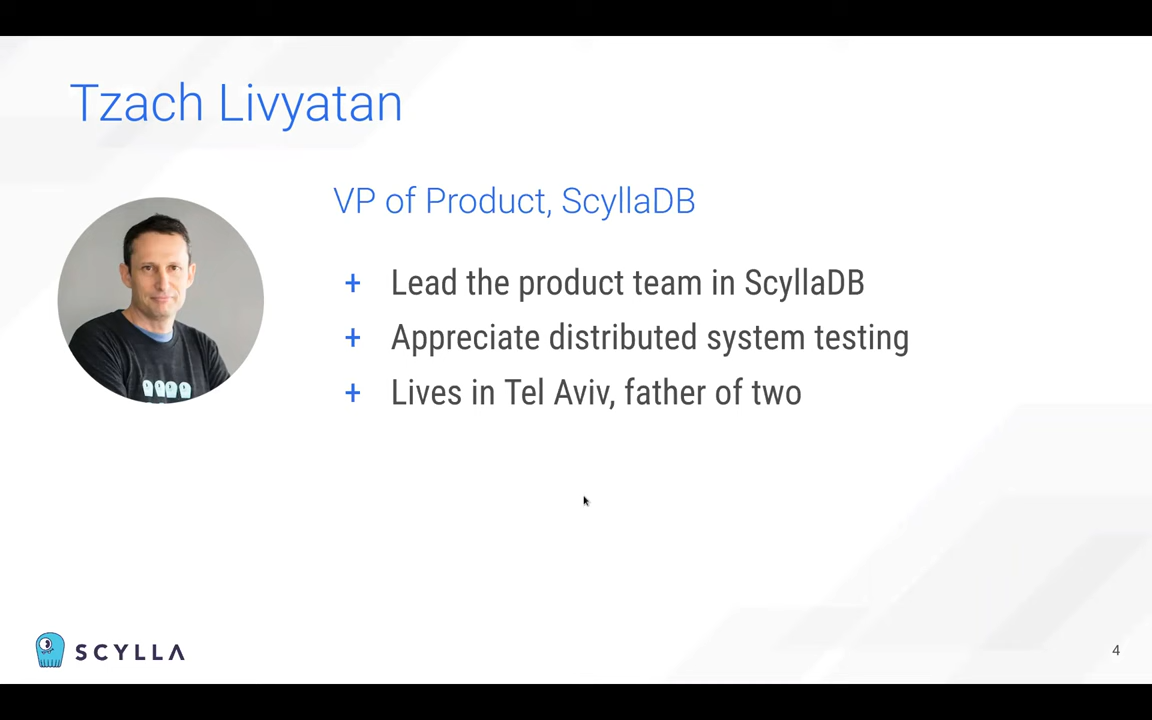 Tzach Livyatan
VP of Product, ScyllaDB
+ Lead the product team in ScyllaDB
+ Appreciate distributed system testing
+ Lives in Tel Aviv, father of two
SCYLLA
4